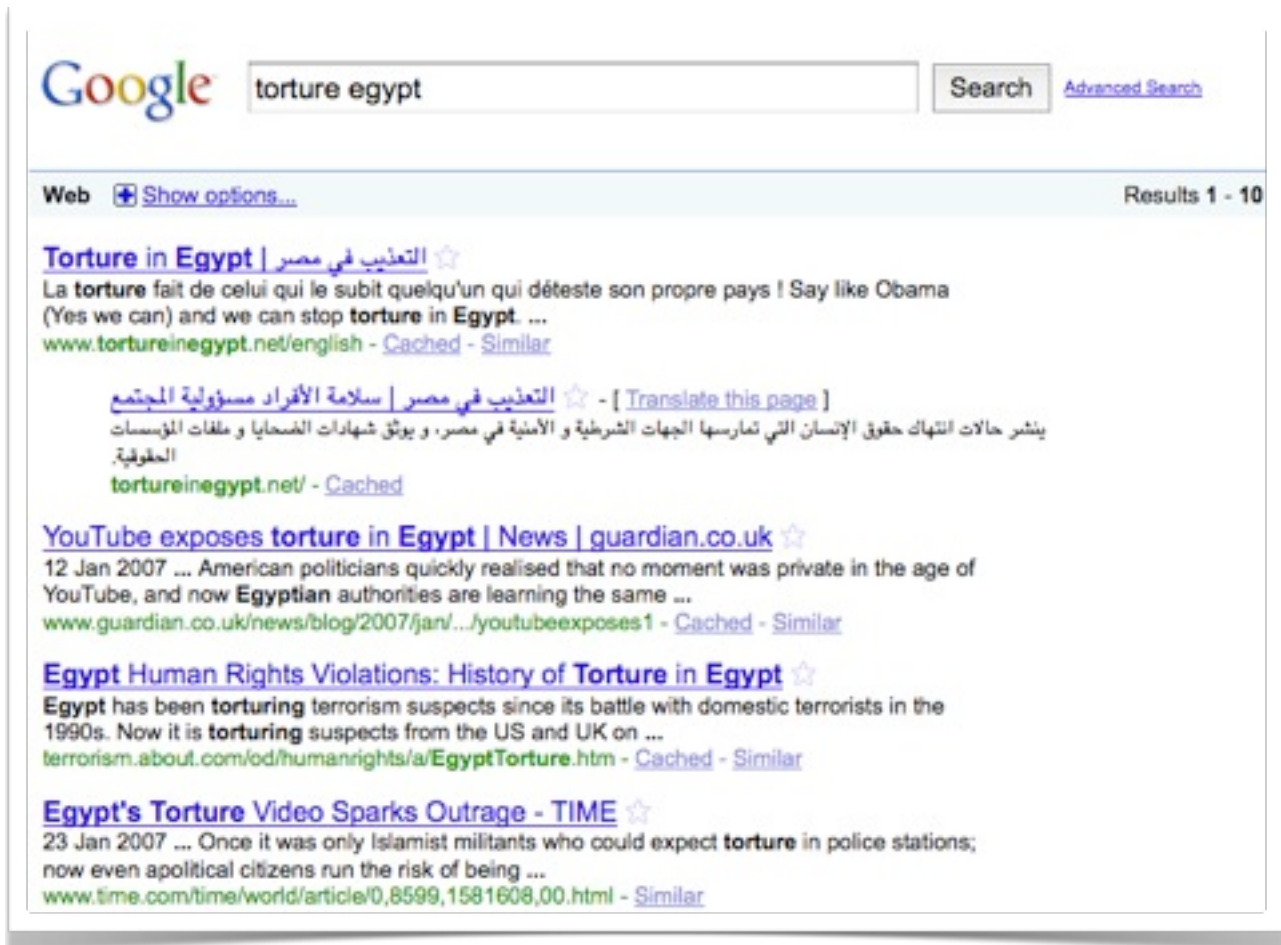 Google
torture egypt
Search
Advanced Search
Web
Show options...
Results 1 - 10
Torture in Egypt | التعذيب في مصر
La torture fait de celui qui le subit quelqu'un qui déteste son propre pays ! Say like Obama
(Yes we can) and we can stop torture in Egypt. ...
www.tortureinegypt.net/english - Cached - Similar
التعذيب في مصر | سلامة الأفراد مسؤولية المجتمع - [ Translate this page ]
ينشر حالات انتهاك حقوق الإنسان التي تمارسها الجهات الشرطية و الأمنية في مصر، و يوثق شهادات الضحايا و ملفات المؤسسات
الحقوقية.
tortureinegypt.net/ - Cached
YouTube exposes torture in Egypt | News | guardian.co.uk
12 Jan 2007 ... American politicians quickly realised that no moment was private in the age of
YouTube, and now Egyptian authorities are learning the same ...
www.guardian.co.uk/news/blog/2007/jan/.../youtubeexposes1 - Cached - Similar
Egypt Human Rights Violations: History of Torture in Egypt
Egypt has been torturing terrorism suspects since its battle with domestic terrorists in the
1990s. Now it is torturing suspects from the US and UK on ...
terrorism.about.com/od/humanrights/a/EgyptTorture.htm - Cached - Similar
Egypt's Torture Video Sparks Outrage - TIME
23 Jan 2007 ... Once it was only Islamist militants who could expect torture in police stations;
now even apolitical citizens run the risk of being ...
www.time.com/time/world/article/0,8599,1581608,00.html - Similar